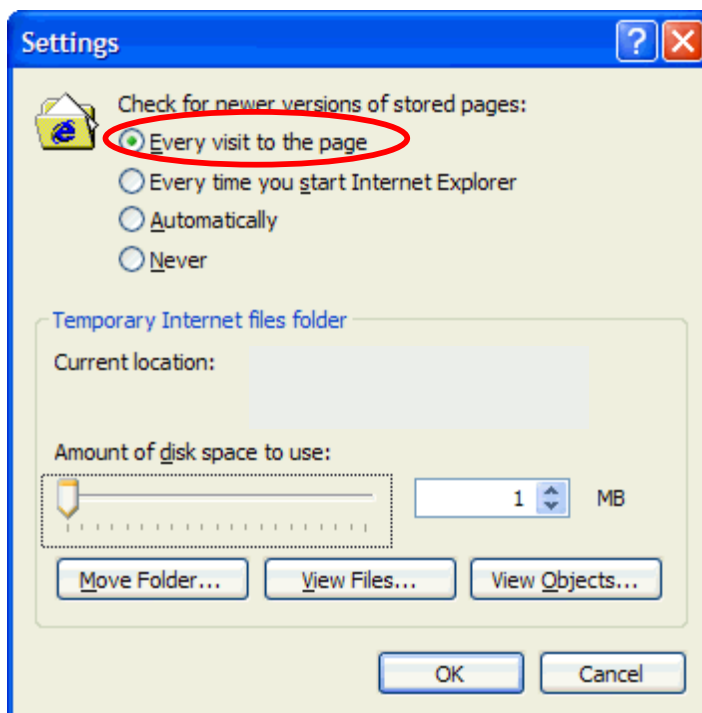 Settings
Check for newer versions of stored pages:
Every visit to the page
Every time you start Internet Explorer
Automatically
Never
Temporary Internet files folder
Current location:
Amount of disk space to use:
1 MB
Move Folder... View Files... View Objects...
OK Cancel